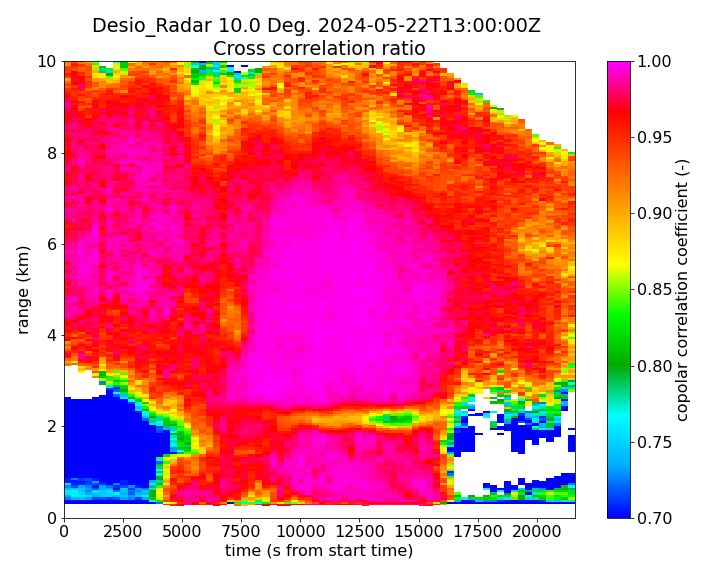 Desio_Radar 10.0 Deg. 2024-05-22T13:00:00Z
Cross correlation ratio
10
8
6
4
2
0
range (km)
0 2500 5000 7500 10000 12500 15000 17500 20000
time (s from start time)
1.00
0.95
0.90
0.85
0.80
0.75
0.70
copolar correlation coefficient (-)